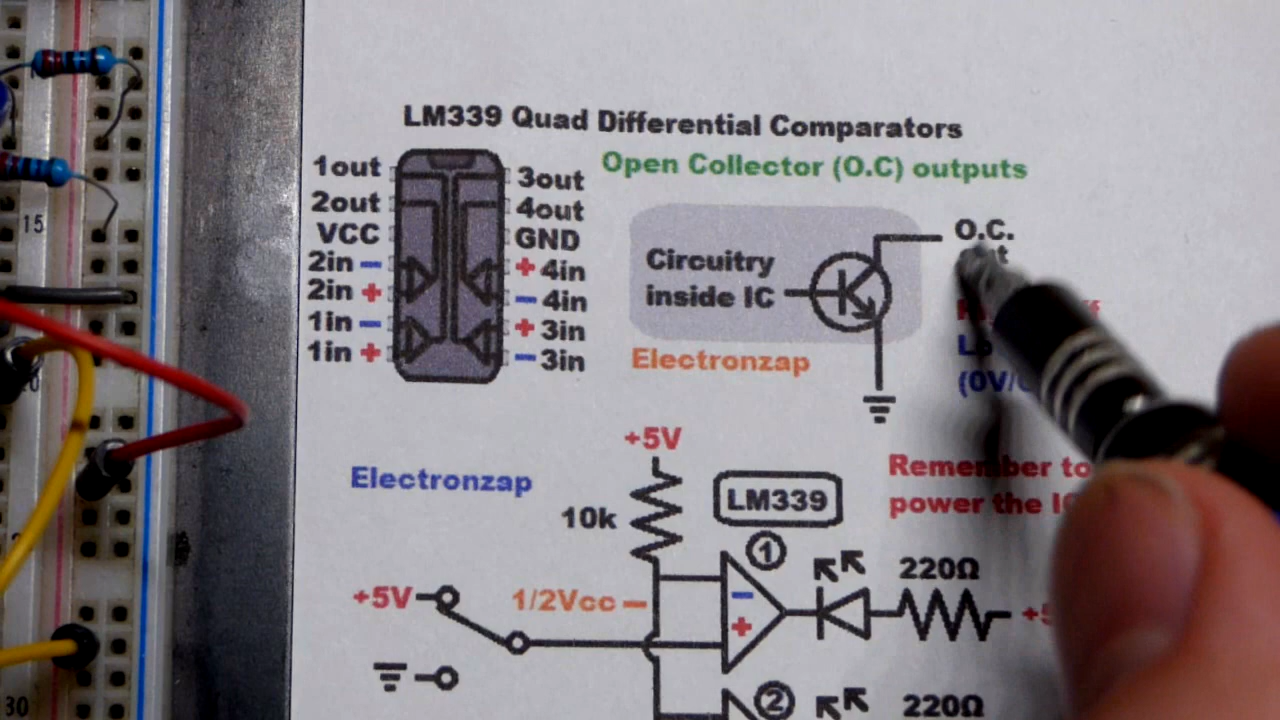 LM339 Quad Differential Comparators
Open Collector (O.C) outputs
1out
2out
VCC
2in −
2in +
1in −
1in +
3out
4out
GND
+ 4in
− 4in
+ 3in
− 3in
Circuitry
inside IC
O.C.
Electronzap
(0V/
Electronzap
Remember to
power the
+5V
10k
LM339
1
220Ω
+5V
1/2Vcc −
−
+
2
220Ω
15
30